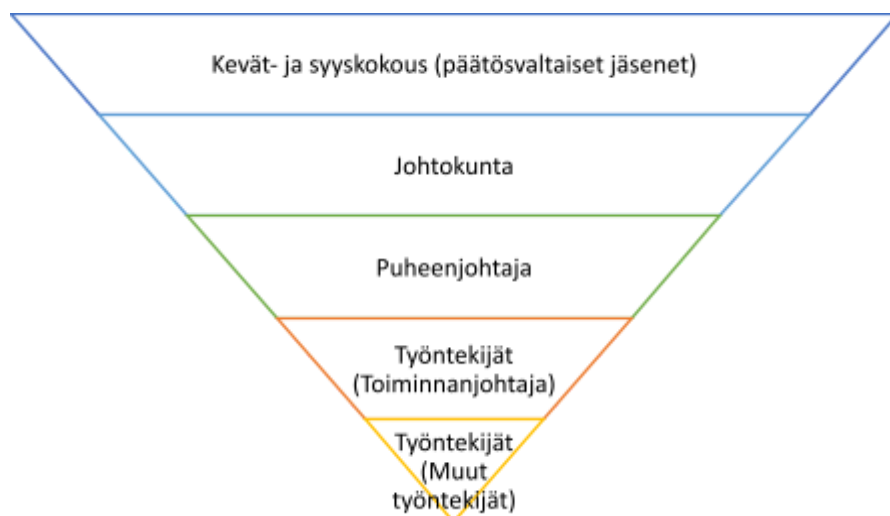 Kevät- ja syyskokous (päätösvaltaiset jäsenet)
Johtokunta
Puheenjohtaja
Työntekijät
(Toiminnanjohtaja)
Työntekijät
(Muut
työntekijät)